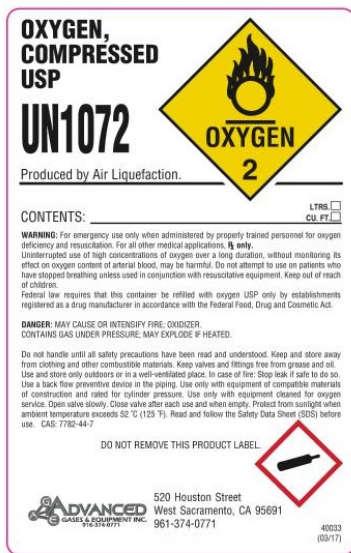 OXYGEN,
COMPRESSED
USP
UN1072
Produced by Air Liquefaction.
OXYGEN
2
CONTENTS:
LTRS.
CU. FT.
WARNING: For emergency use only when administered by properly trained personnel for oxygen
deficiency and resuscitation. For all other medical applications, ℞ only.
Uninterrupted use of high concentrations of oxygen over a long duration, without monitoring its
effect on oxygen content of arterial blood, may be harmful. Do not attempt to use on patients who
have stopped breathing unless used in conjunction with resuscitative equipment. Keep out of reach
of children.
Federal law requires that this container be refilled with oxygen USP only by establishments
registered as a drug manufacturer in accordance with the Federal Food, Drug and Cosmetic Act.
DANGER: MAY CAUSE OR INTENSIFY FIRE; OXIDIZER.
CONTAINS GAS UNDER PRESSURE; MAY EXPLODE IF HEATED.
Do not handle until all safety precautions have been read and understood. Keep and store away
from clothing and other combustible materials. Keep valves and fittings free from grease and oil.
Use and store only outdoors or in a well-ventilated place. In case of fire: Stop leak if safe to do so.
Use a back flow preventive device in the piping. Use only with equipment of compatible materials
of construction and rated for cylinder pressure. Use only with equipment cleaned for oxygen
service. Open valve slowly. Close valve after each use and when empty. Protect from sunlight when
ambient temperature exceeds 52 °C (125 °F). Read and follow the Safety Data Sheet (SDS) before
use. CAS: 7782-44-7
DO NOT REMOVE THIS PRODUCT LABEL.
ADVANCED
GASES & EQUIPMENT INC.
916-374-0771
520 Houston Street
West Sacramento, CA 95691
961-374-0771
40033
(03/17)